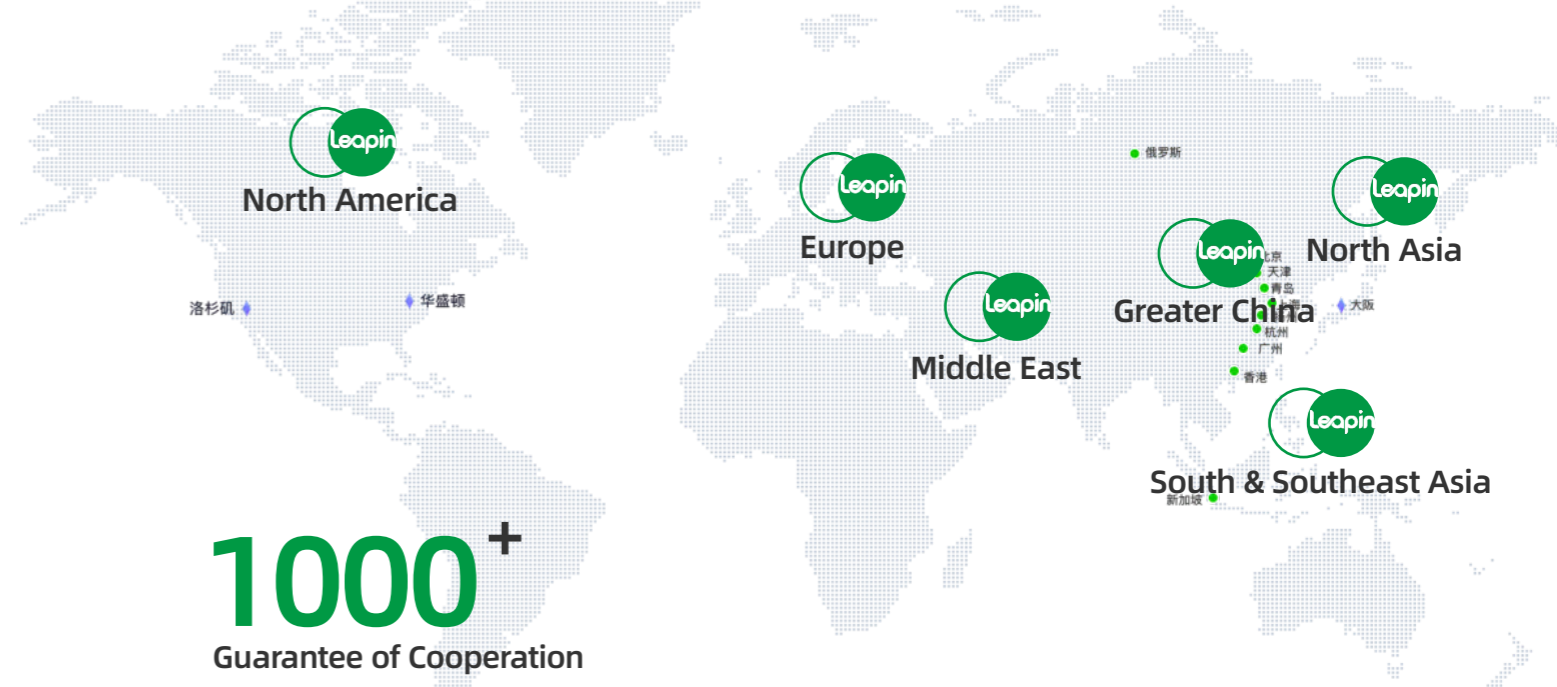 Leapin
North America
洛杉矶
华盛顿
Leapin
Europe
俄罗斯
Leapin
North Asia
Leapin
Greater China
北京
天津
青岛
上海
大阪
杭州
广州
香港
Leapin
Middle East
Leapin
South & Southeast Asia
新加坡
1000+
Guarantee of Cooperation